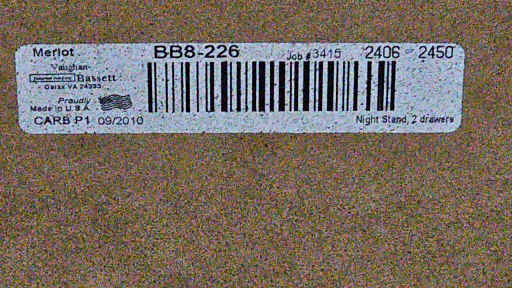 Merlot BB8-226 Job # 3415 2406 - 2450
Vaughan-
Bassett
Galax VA 24333
Proudly
Made in U.S.A.
CARB P1 09/2010 Night Stand, 2 drawers